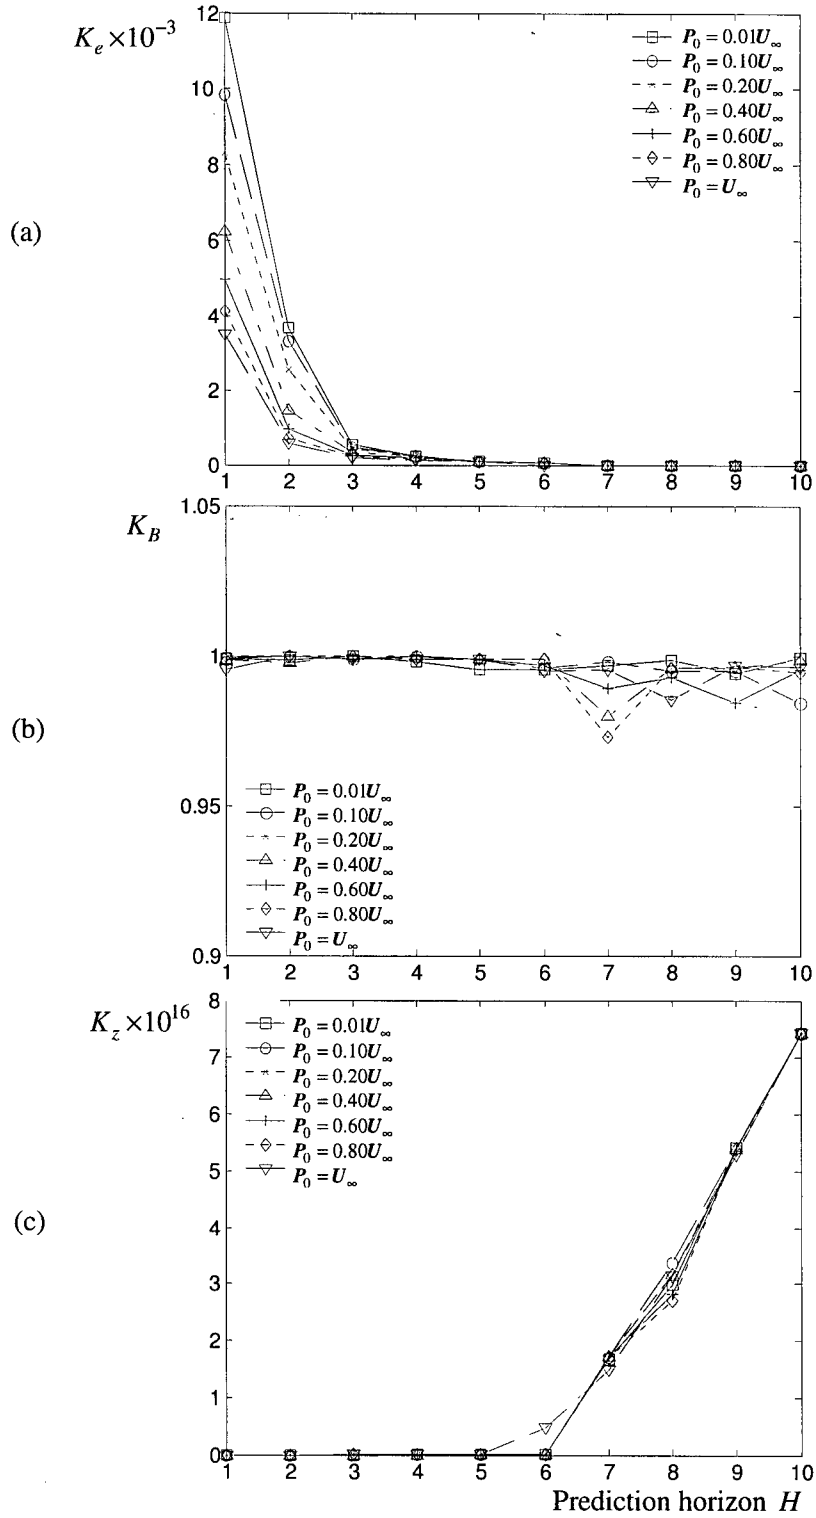 K_e ×10^-3
12
10
8
6
4
2
0
P_0 = 0.01U_∞
P_0 = 0.10U_∞
P_0 = 0.20U_∞
P_0 = 0.40U_∞
P_0 = 0.60U_∞
P_0 = 0.80U_∞
P_0 = U_∞
(a)
1 2 3 4 5 6 7 8 9 10
K_B
1.05
1
0.95
0.9
(b)
P_0 = 0.01U_∞
P_0 = 0.10U_∞
P_0 = 0.20U_∞
P_0 = 0.40U_∞
P_0 = 0.60U_∞
P_0 = 0.80U_∞
P_0 = U_∞
1 2 3 4 5 6 7 8 9 10
K_z ×10^16
8
7
6
5
4
3
2
1
0
P_0 = 0.01U_∞
P_0 = 0.10U_∞
P_0 = 0.20U_∞
P_0 = 0.40U_∞
P_0 = 0.60U_∞
P_0 = 0.80U_∞
P_0 = U_∞
(c)
1 2 3 4 5 6 7 8 9 10
Prediction horizon H